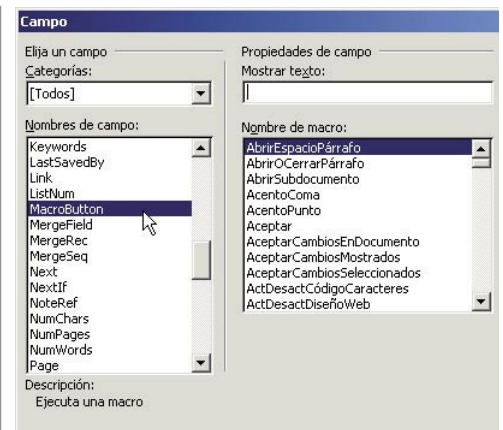 Campo
Elija un campo
Categorías:
[Todos]
Nombres de campo:
Keywords
LastSavedBy
Link
ListNum
MacroButton
MergeField
MergeRec
MergeSeq
Next
NextIf
NoteRef
NumChars
NumPages
NumWords
Page
Descripción:
Ejecuta una macro
Propiedades de campo
Mostrar texto:
Nombre de macro:
AbrirEspacioPárrafo
AbrirOCerrarPárrafo
AbrirSubdocumento
AcentoComa
AcentoPunto
Aceptar
AceptarCambiosEnDocumento
AceptarCambiosMostrados
AceptarCambiosSeleccionados
ActDesactCódigoCaracteres
ActDesactDiseñoWeb